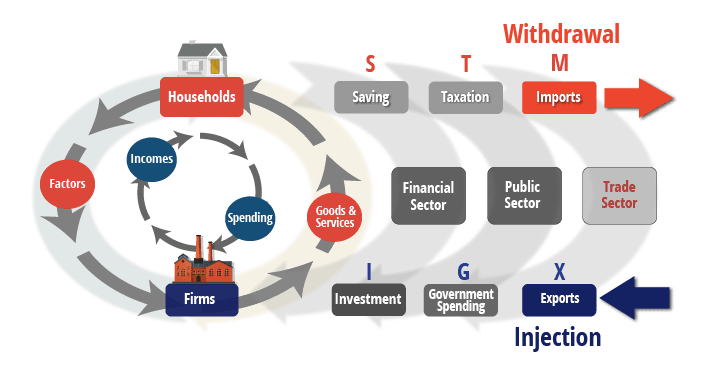 Withdrawal
S T M
Households
Saving
Taxation
Imports
Incomes
Factors
Financial
Sector
Public
Sector
Trade
Sector
Spending
Goods &
Services
I G X
Firms
Investment
Government
Spending
Exports
Injection